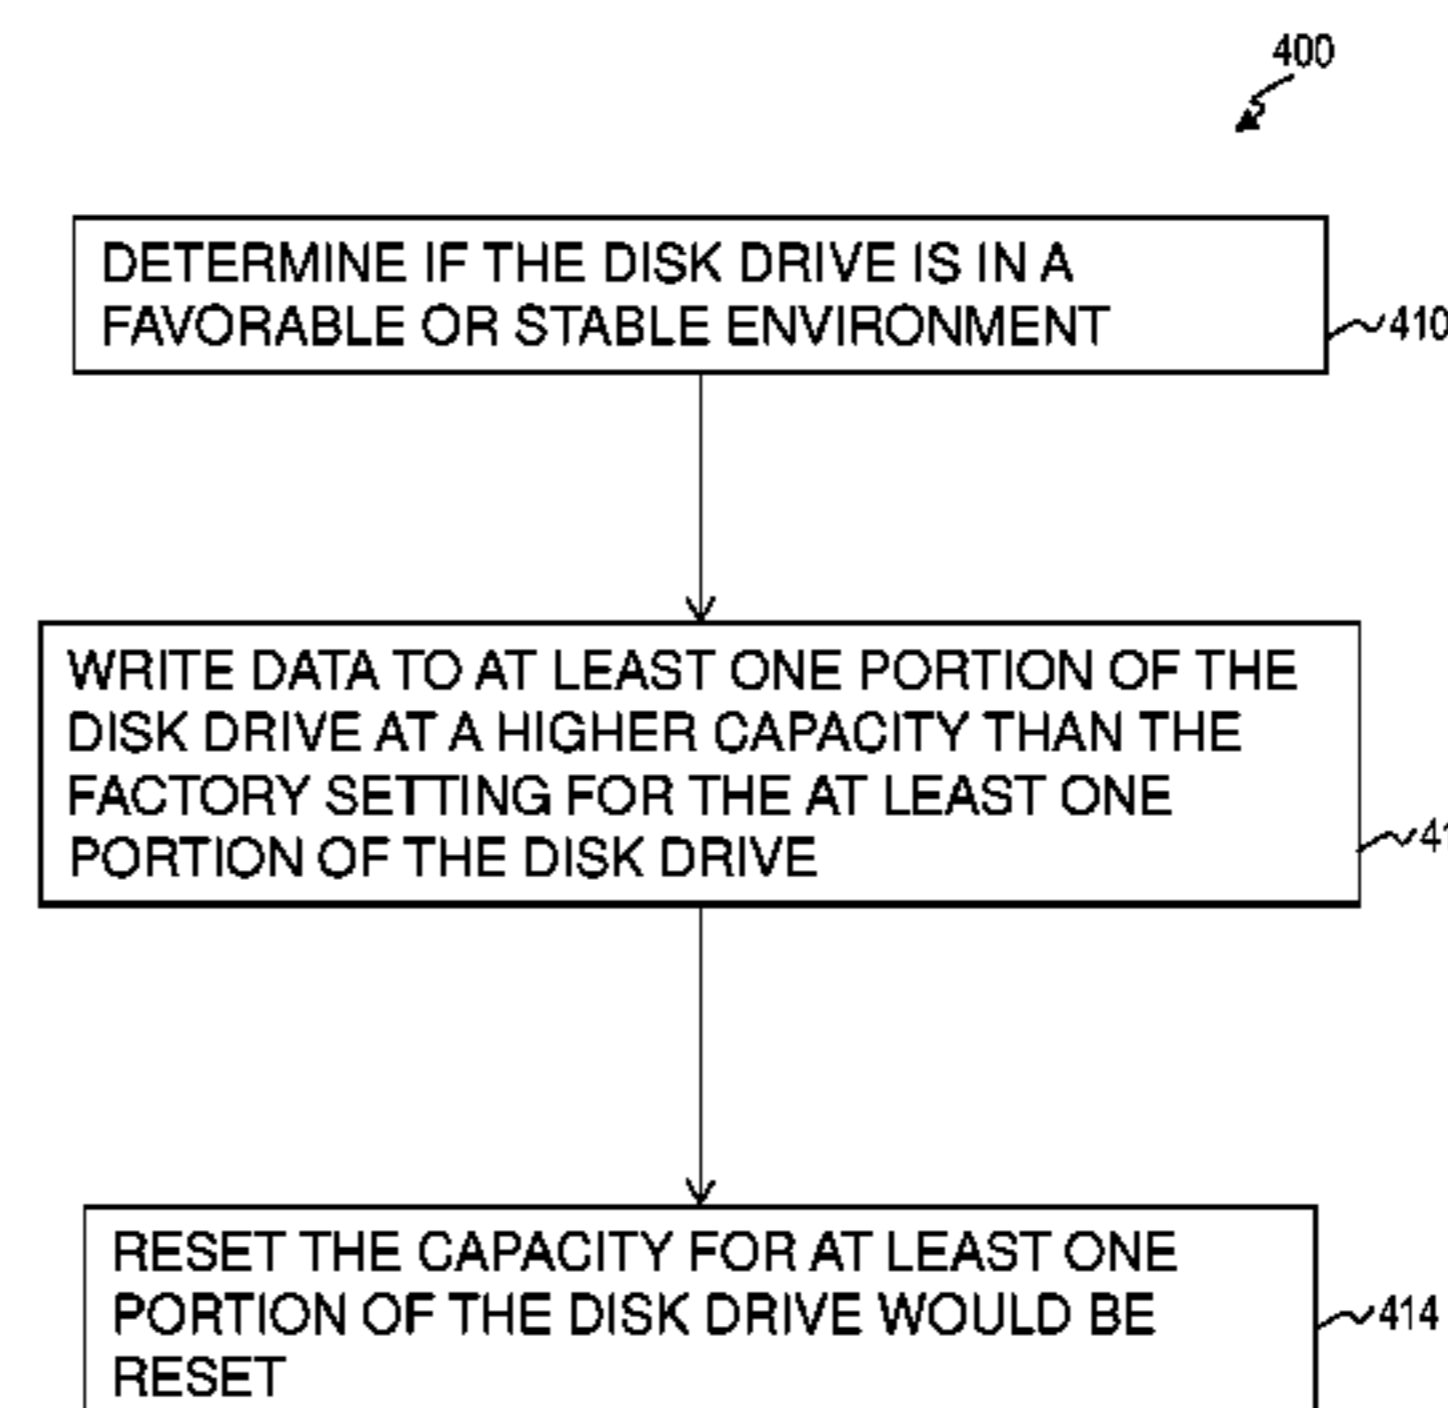 400
DETERMINE IF THE DISK DRIVE IS IN A
FAVORABLE OR STABLE ENVIRONMENT
410
WRITE DATA TO AT LEAST ONE PORTION OF THE
DISK DRIVE AT A HIGHER CAPACITY THAN THE
FACTORY SETTING FOR THE AT LEAST ONE
PORTION OF THE DISK DRIVE
RESET THE CAPACITY FOR AT LEAST ONE
PORTION OF THE DISK DRIVE WOULD BE
RESET
414